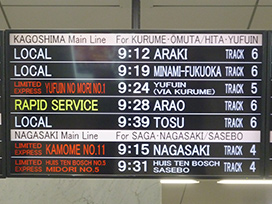 KAGOSHIMA Main Line For KURUME·OMUTA/HITA·YUFUIN
LOCAL 9:12 ARAKI TRACK 6
LOCAL 9:19 MINAMI-FUKUOKA TRACK 6
LIMITED EXPRESS YUFUIN NO MORI NO.1 9:24 YUFUIN (VIA KURUME) TRACK 5
RAPID SERVICE 9:28 ARAO TRACK 6
LOCAL 9:39 TOSU TRACK 6
NAGASAKI Main Line For SAGA·NAGASAKI/SASEBO
LIMITED EXPRESS KAMOME NO.11 9:15 NAGASAKI TRACK 4
LIMITED EXPRESS HUIS TEN BOSCH NO.5 MIDORI NO.5 9:31 HUIS TEN BOSCH SASEBO TRACK 4